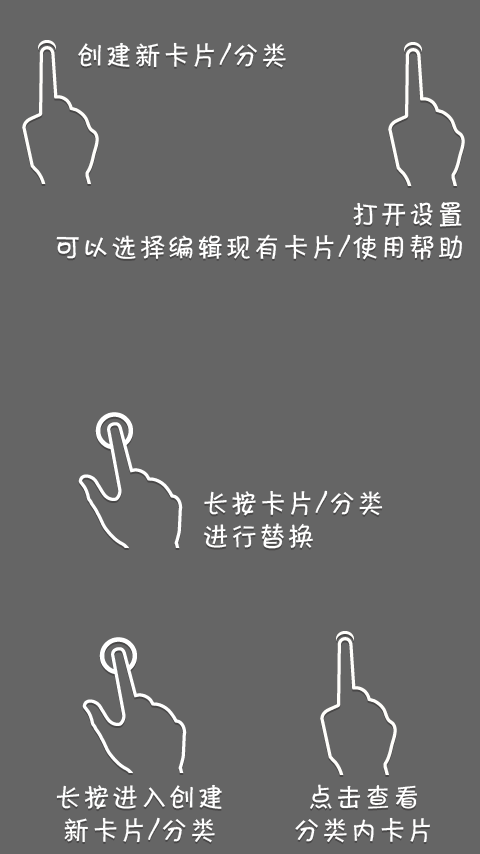 创建新卡片/分类
打开设置
可以选择编辑现有卡片/使用帮助
长按卡片/分类
进行替换
长按进入创建
新卡片/分类
点击查看
分类内卡片